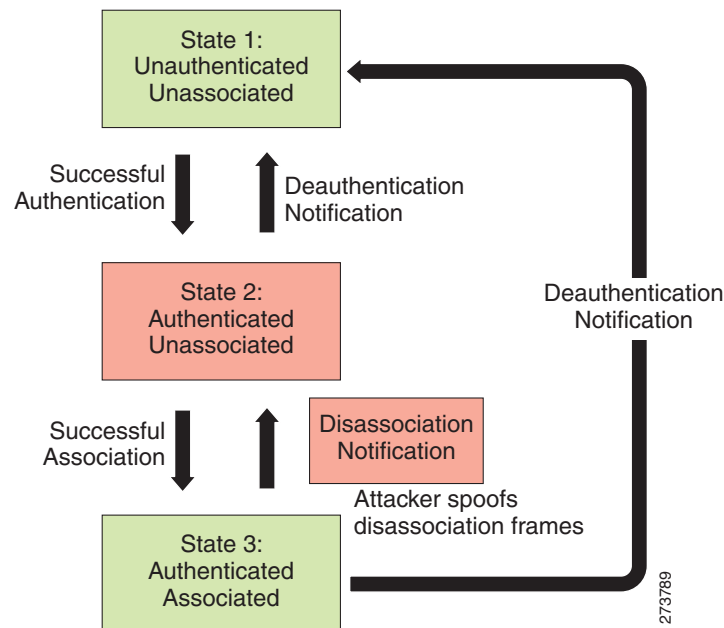 State 1:
Unauthenticated
Unassociated
Successful
Authentication
Deauthentication
Notification
State 2:
Authenticated
Unassociated
Deauthentication
Notification
Successful
Association
Disassociation
Notification
Attacker spoofs
disassociation frames
State 3:
Authenticated
Associated
273789